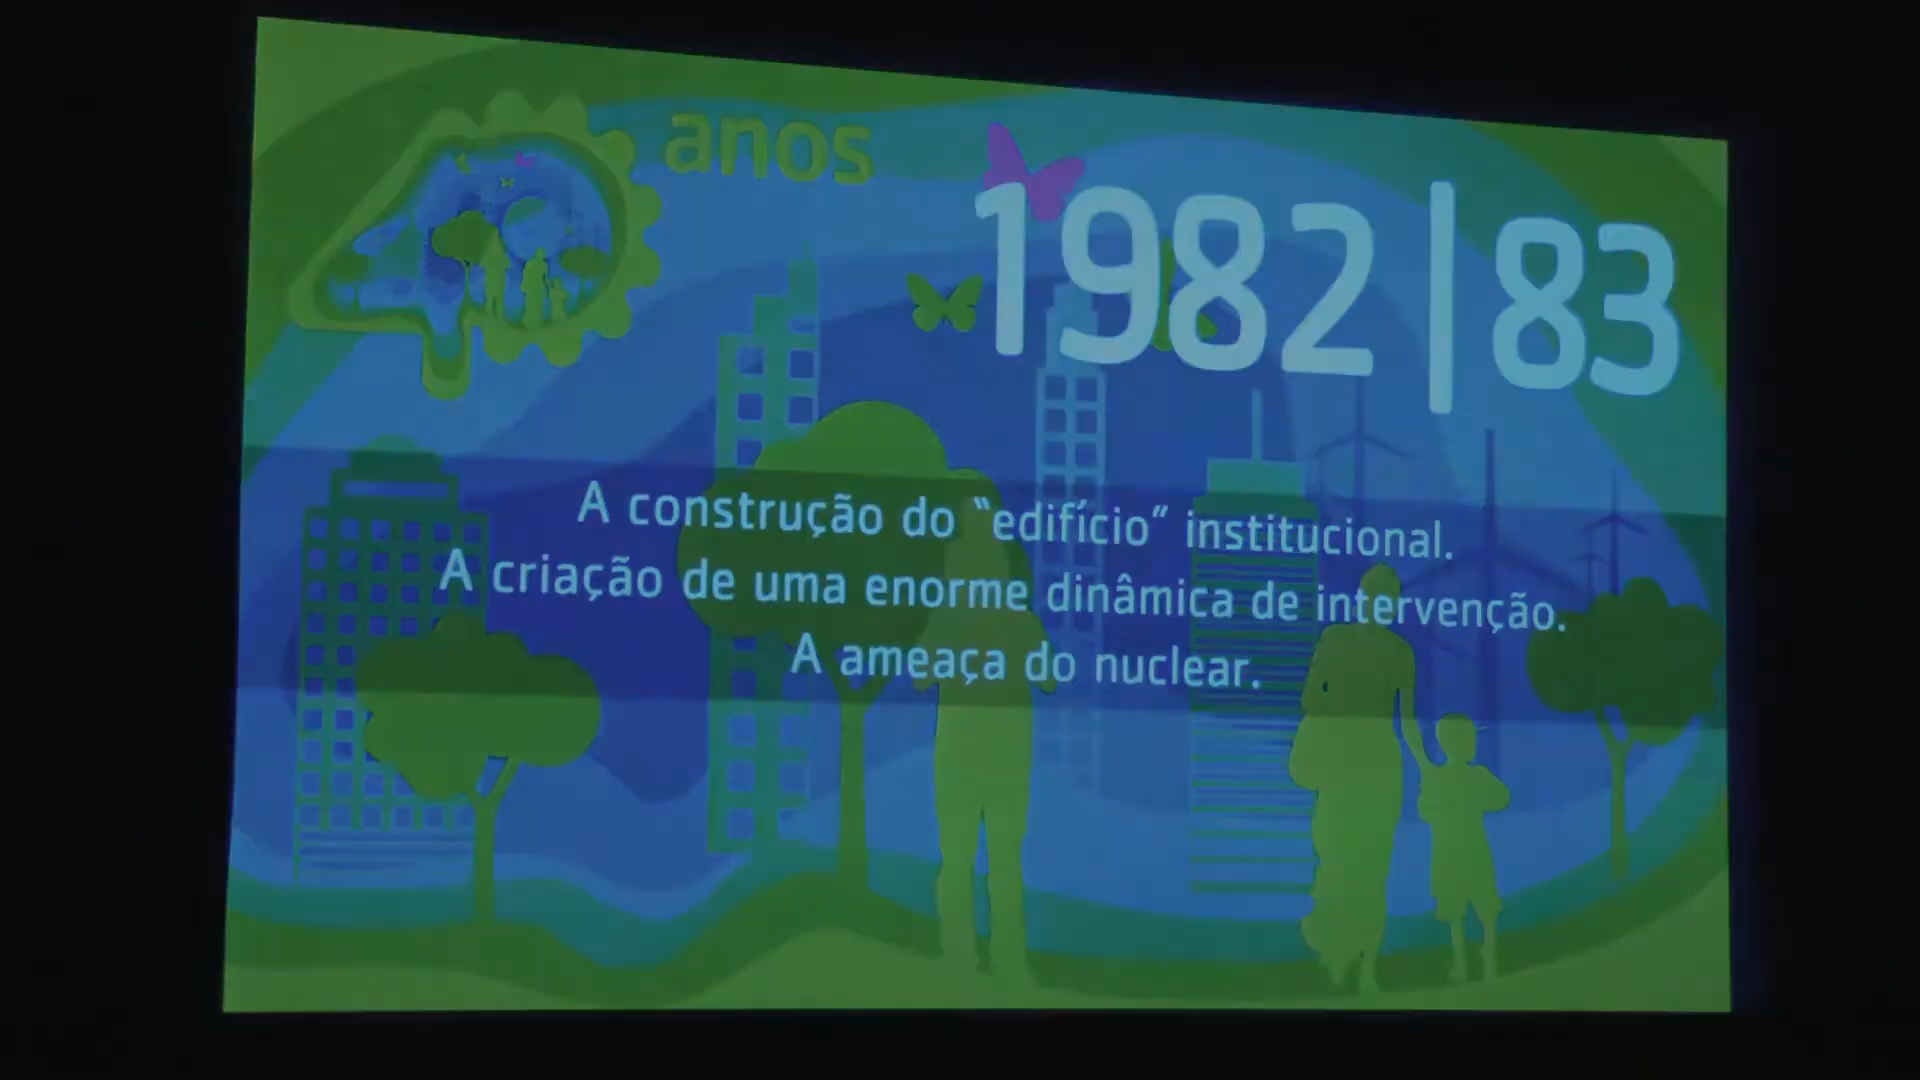 anos
1982|83
A construção do “edifício” institucional.
A criação de uma enorme dinâmica de intervenção.
A ameaça do nuclear.